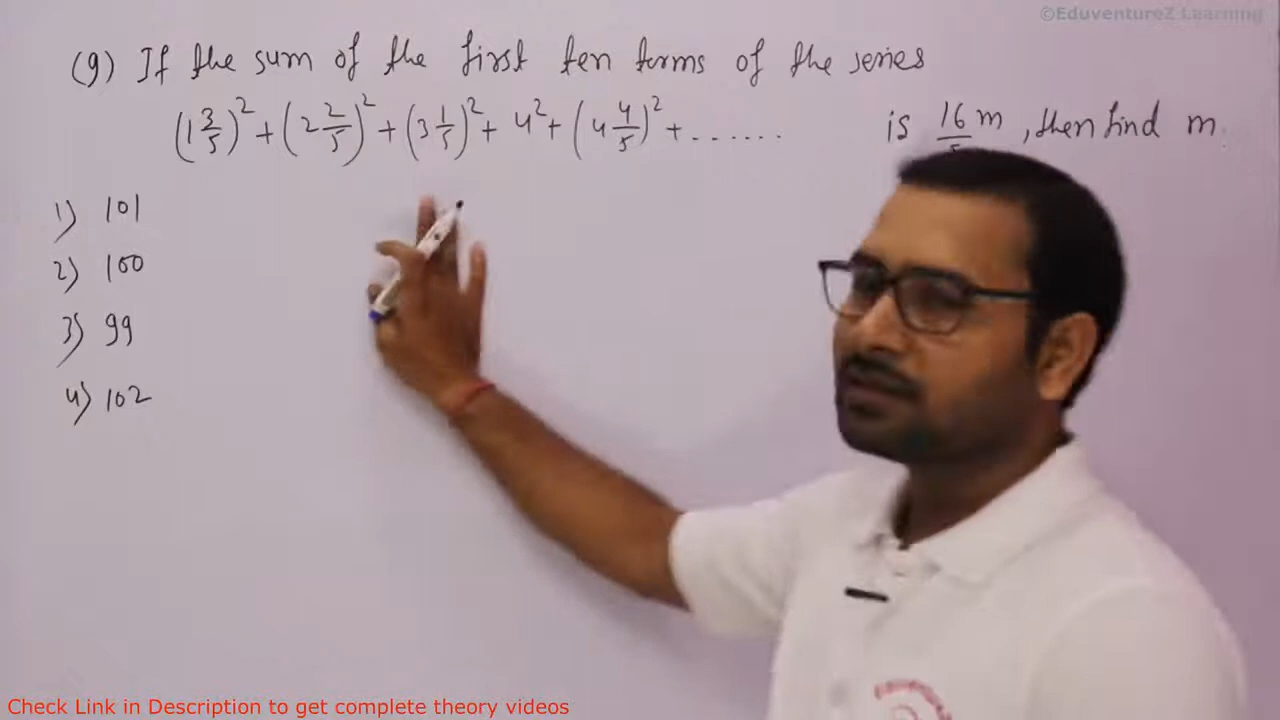 ©EduventureZ Learning
(9) If the sum of the first ten terms of the series
(1 3/5)² + (2 2/5)² + (3 1/5)² + 4² + (4 4/5)² + ....... is 16/5 m, then find m.
1) 101
2) 100
3) 99
4) 102
Check Link in Description to get complete theory videos